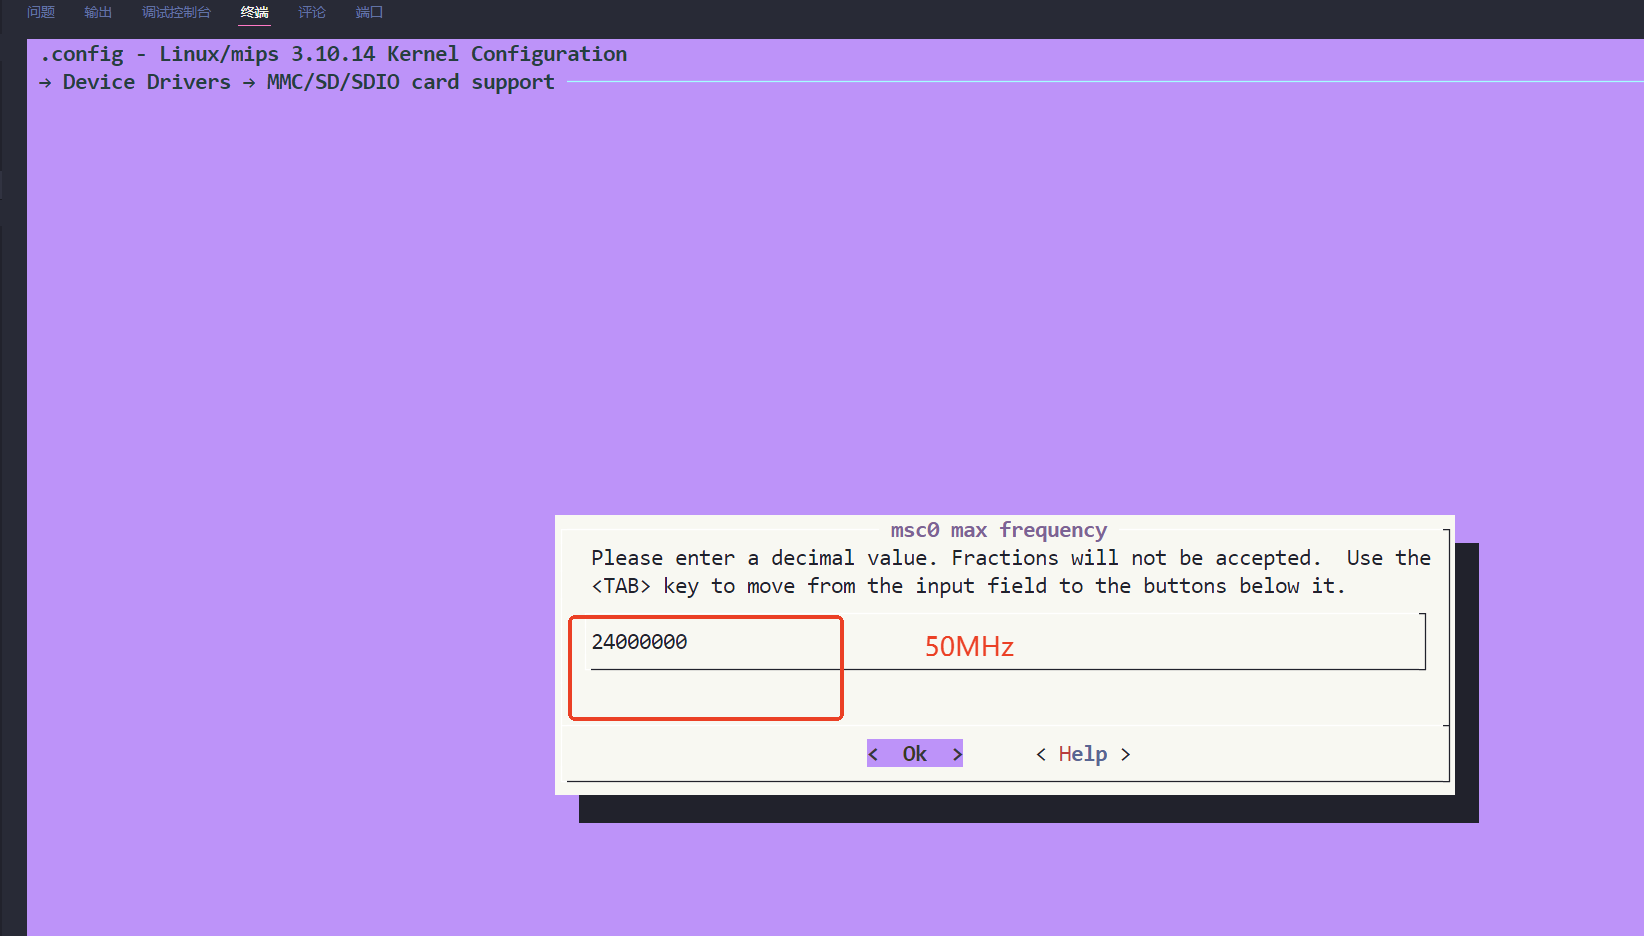 问题 输出 调试控制台 终端 评论 端口
.config - Linux/mips 3.10.14 Kernel Configuration
→ Device Drivers → MMC/SD/SDIO card support
msc0 max frequency
Please enter a decimal value. Fractions will not be accepted.  Use the
<TAB> key to move from the input field to the buttons below it.
24000000 50MHz
<  Ok  > < Help >